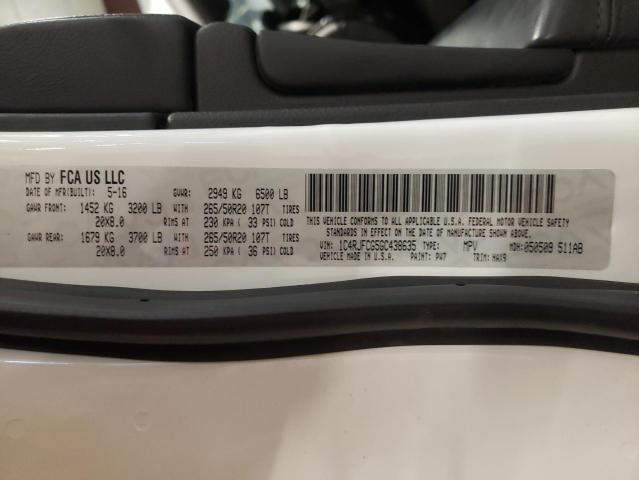 MFD BY FCA US LLC
DATE OF MFR(BUILT): 5-16 GVWR: 2949 KG 6500 LB
GAWR FRONT: 1452 KG 3200 LB WITH 265/50R20 107T TIRES
20X8.0 RIMS AT 230 KPA ( 33 PSI) COLD
GAWR REAR: 1679 KG 3700 LB WITH 265/50R20 107T TIRES
20X8.0 RIMS AT 250 KPA ( 36 PSI) COLD
THIS VEHICLE CONFORMS TO ALL APPLICABLE U.S.A. FEDERAL MOTOR VEHICLE SAFETY
STANDARDS IN EFFECT ON THE DATE OF MANUFACTURE SHOWN ABOVE.
VIN: 1C4RJFCG5GC438635 TYPE: MPV MDH: 050509 511AB
VEHICLE MADE IN U.S.A. PAINT: PW7 TRIM: HAX9